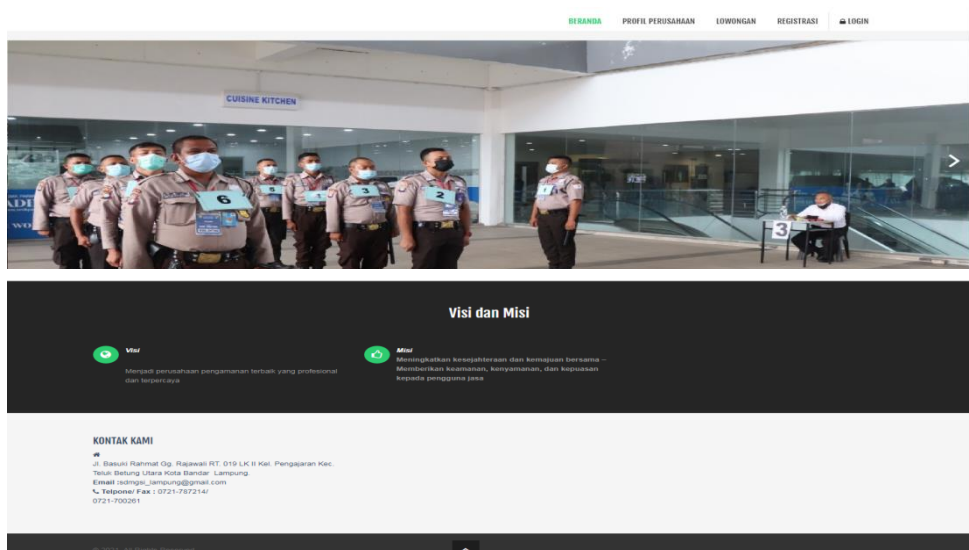 BERANDA PROFIL PERUSAHAAN LOWONGAN REGISTRASI LOGIN
CUISINE KITCHEN
6
5
1
3
2
1
3
Visi dan Misi
Visi
Menjadi perusahaan pengamanan terbaik yang profesional
dan terpercaya
Misi
Meningkatkan kesejahteraan dan kemajuan bersama –
Memberikan keamanan, kenyamanan, dan kepuasan
kepada pengguna jasa
KONTAK KAMI
Jl. Basuki Rahmat Gg. Rajawali RT. 019 LK II Kel. Pengajaran Kec.
Teluk Betung Utara Kota Bandar Lampung.
Email :sdmgsi_lampung@gmail.com
Telpone/ Fax : 0721-787214/
0721-700261